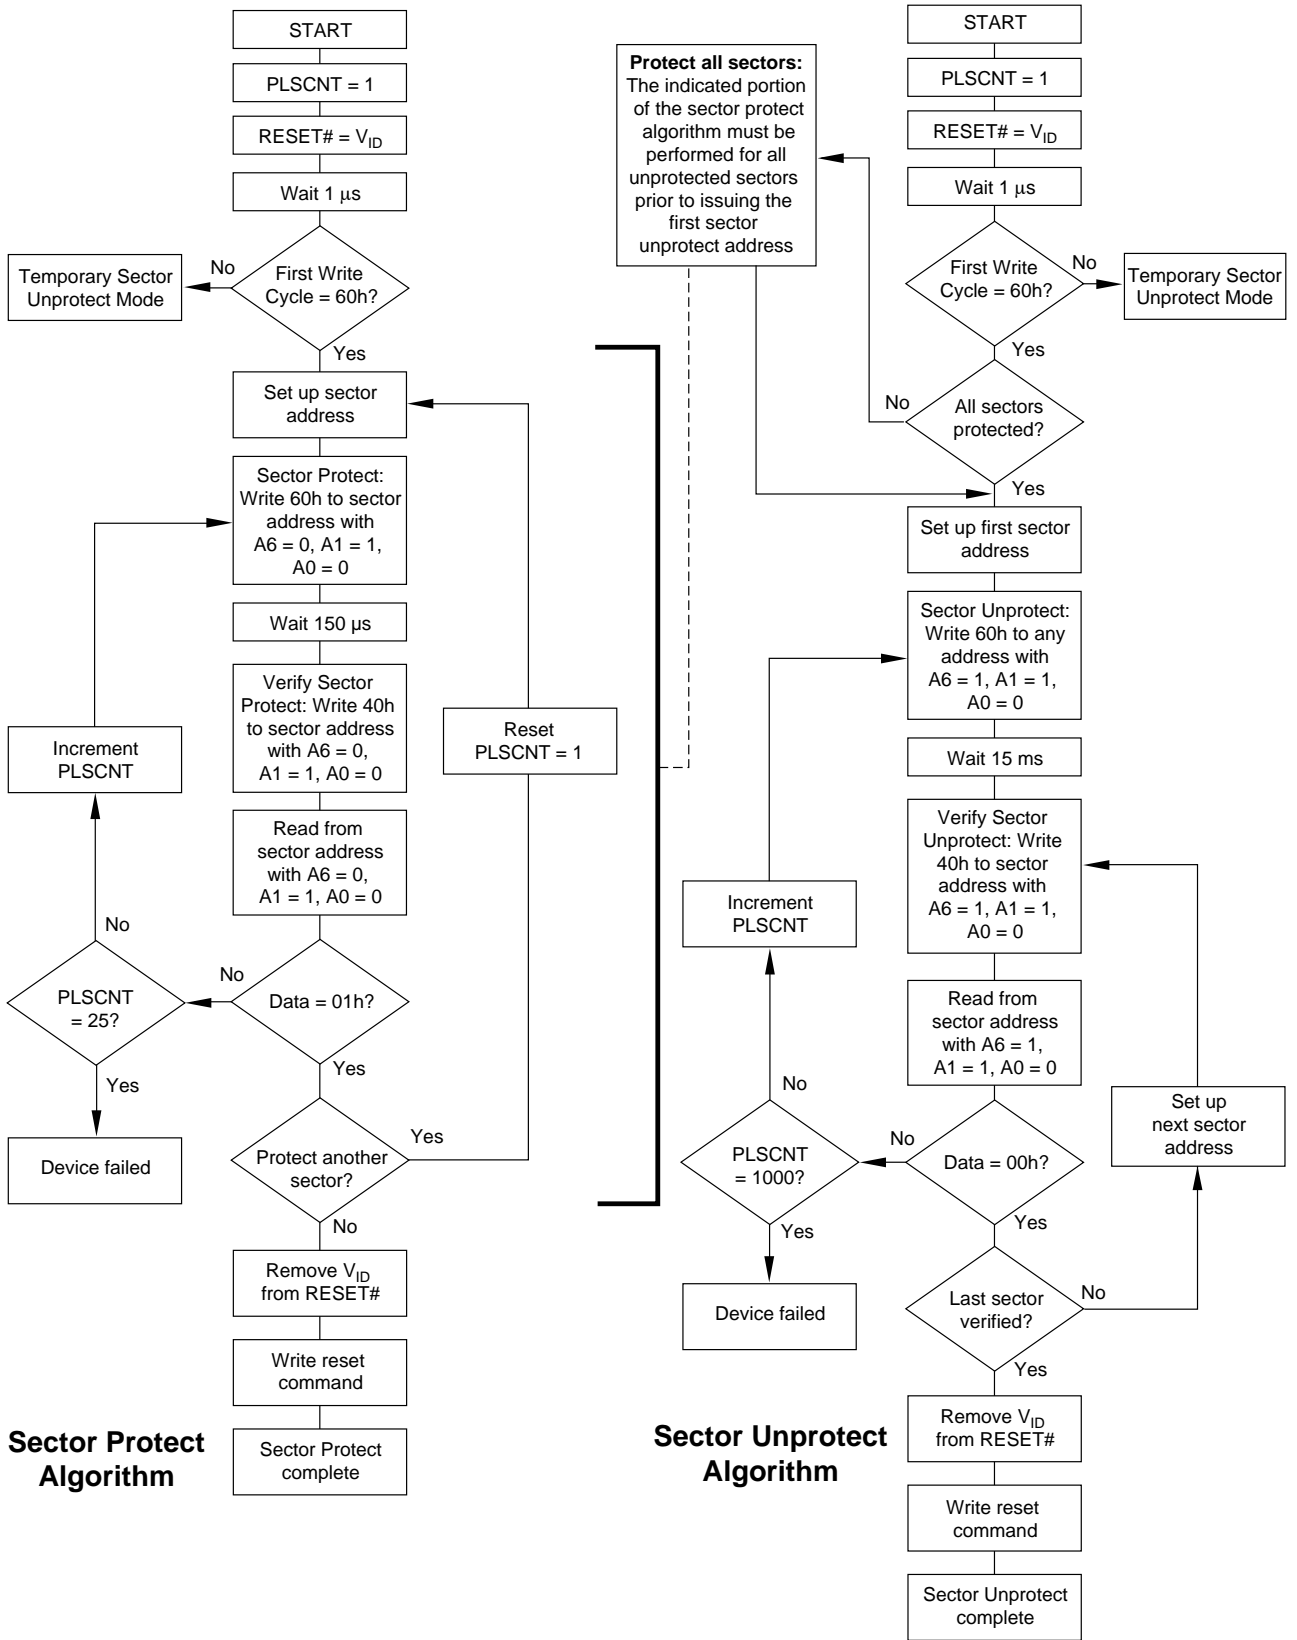 START
PLSCNT = 1
RESET# = VID
Wait 1 μs
First Write
Cycle = 60h?
No
Temporary Sector
Unprotect Mode
Yes
Set up sector
address
Sector Protect:
Write 60h to sector
address with
A6 = 0, A1 = 1,
A0 = 0
Wait 150 µs
Verify Sector
Protect: Write 40h
to sector address
with A6 = 0,
A1 = 1, A0 = 0
Reset
PLSCNT = 1
Increment
PLSCNT
Read from
sector address
with A6 = 0,
A1 = 1, A0 = 0
No
No
Data = 01h?
PLSCNT
= 25?
Yes
Yes
Device failed
Protect another
sector?
Yes
No
Remove VID
from RESET#
Write reset
command
Sector Protect
complete
Sector Protect
Algorithm
Protect all sectors:
The indicated portion
of the sector protect
algorithm must be
performed for all
unprotected sectors
prior to issuing the
first sector
unprotect address
START
PLSCNT = 1
RESET# = VID
Wait 1 μs
First Write
Cycle = 60h?
No
Temporary Sector
Unprotect Mode
Yes
No
All sectors
protected?
Yes
Set up first sector
address
Sector Unprotect:
Write 60h to any
address with
A6 = 1, A1 = 1,
A0 = 0
Wait 15 ms
Verify Sector
Unprotect: Write
40h to sector
address with
A6 = 1, A1 = 1,
A0 = 0
Increment
PLSCNT
Read from
sector address
with A6 = 1,
A1 = 1, A0 = 0
No
No
Data = 00h?
PLSCNT
= 1000?
Set up
next sector
address
Yes
Yes
Device failed
Last sector
verified?
No
Yes
Remove VID
from RESET#
Write reset
command
Sector Unprotect
complete
Sector Unprotect
Algorithm